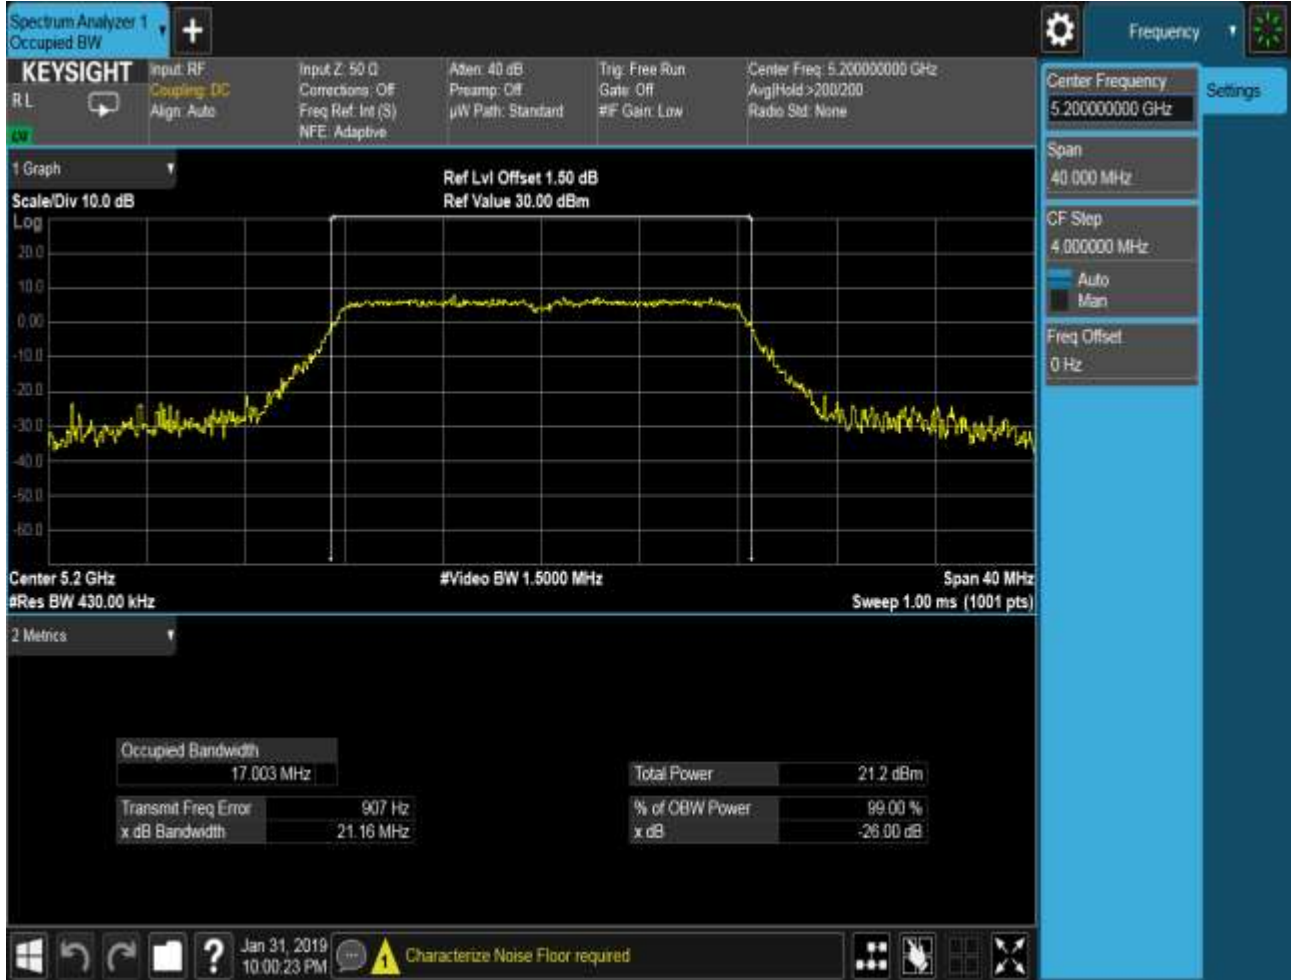 Spectrum Analyzer 1
Occupied BW
Frequency
KEYSIGHT
R L
Input: RF
Coupling: DC
Align: Auto
Input Z: 50 Ω
Corrections: Off
Freq Ref: Int (S)
NFE: Adaptive
Atten: 40 dB
Preamp: Off
µW Path: Standard
Trig: Free Run
Gate: Off
#IF Gain: Low
Center Freq: 5.200000000 GHz
Avg|Hold:>200/200
Radio Std: None
Center Frequency
5.200000000 GHz
Settings
Span
40.000 MHz
CF Step
4.000000 MHz
Auto
Man
Freq Offset
0 Hz
1 Graph
Scale/Div 10.0 dB
Ref Lvl Offset 1.50 dB
Ref Value 30.00 dBm
Log
20.0
10.0
0.00
-10.0
-20.0
-30.0
-40.0
-50.0
-60.0
Center 5.2 GHz
#Res BW 430.00 kHz
#Video BW 1.5000 MHz
Span 40 MHz
Sweep 1.00 ms (1001 pts)
2 Metrics
Occupied Bandwidth
17.003 MHz
Transmit Freq Error 907 Hz
x dB Bandwidth 21.16 MHz
Total Power 21.2 dBm
% of OBW Power 99.00 %
x dB -26.00 dB
?
Jan 31, 2019
10:00:23 PM
1
Characterize Noise Floor required